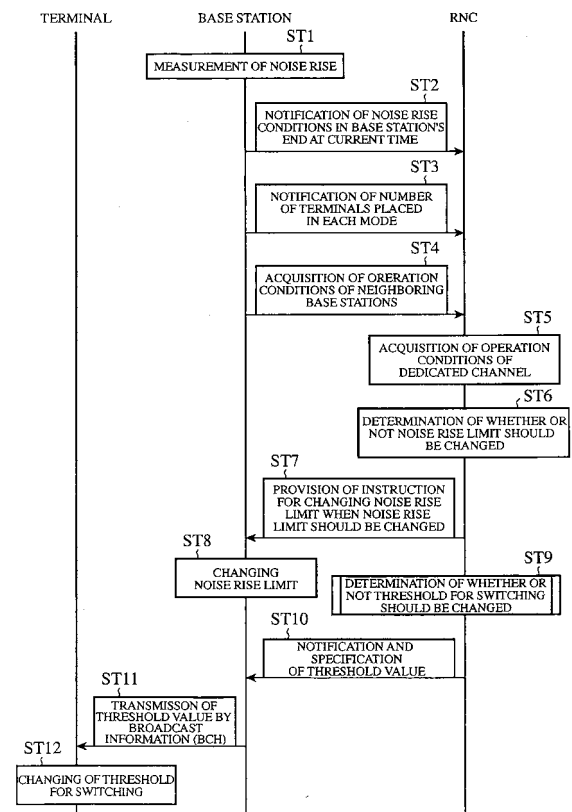 TERMINAL
BASE STATION
RNC
ST1
MEASUREMENT OF NOISE RISE
ST2
NOTIFICATION OF NOISE RISE
CONDITIONS IN BASE STATION'S
END AT CURRENT TIME
ST3
NOTIFICATION OF NUMBER
OF TERMINALS PLACED
IN EACH MODE
ST4
ACQUISITION OF ORERATION
CONDITIONS OF NEIGHBORING
BASE STATIONS
ST5
ACQUISITION OF OPERATION
CONDITIONS OF
DEDICATED CHANNEL
ST6
DETERMINATION OF WHETHER OR
NOT NOISE RISE LIMIT SHOULD
BE CHANGED
ST7
PROVISION OF INSTRUCTION
FOR CHANGING NOISE RISE
LIMIT WHEN NOISE RISE
LIMIT SHOULD BE CHANGED
ST8
CHANGING
NOISE RISE LIMIT
ST9
DETERMINATION OF WHETHER OR
NOT THRESHOLD FOR SWITCHING
SHOULD BE CHANGED
ST10
NOTIFICATION AND
SPECIFICATION
OF THRESHOLD VALUE
ST11
TRANSMISSON OF
THRESHOLD VALUE BY
BROADCAST
INFORMATION (BCH)
ST12
CHANGING OF THRESHOLD
FOR SWITCHING